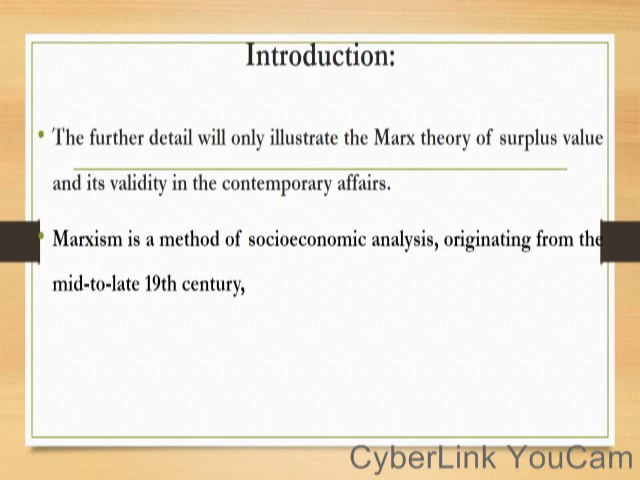 Introduction:
• The further detail will only illustrate the Marx theory of surplus value
and its validity in the contemporary affairs.
• Marxism is a method of socioeconomic analysis, originating from the
mid-to-late 19th century,
CyberLink YouCam